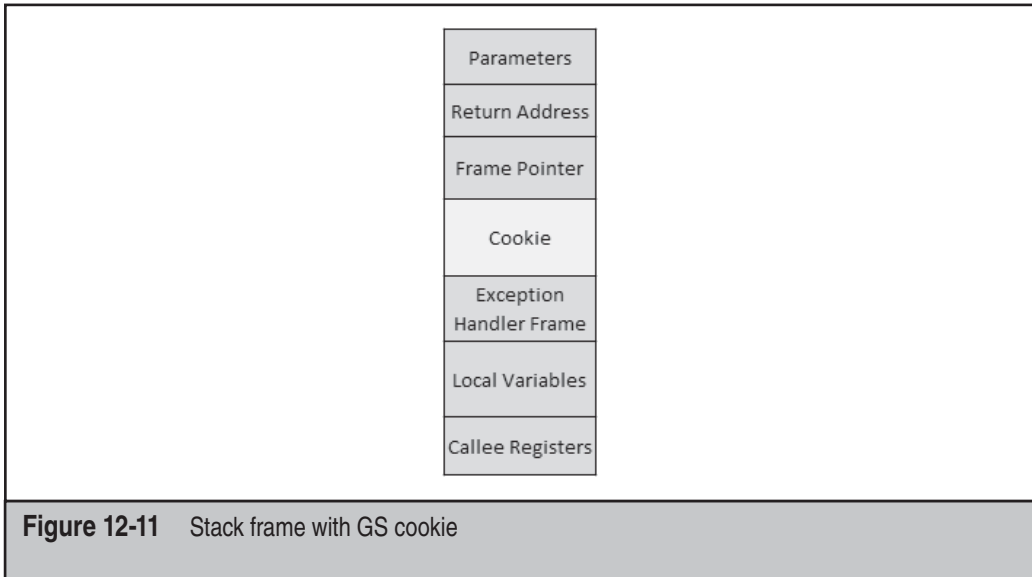 Parameters
Return Address
Frame Pointer
Cookie
Exception
Handler Frame
Local Variables
Callee Registers
Figure 12-11 Stack frame with GS cookie